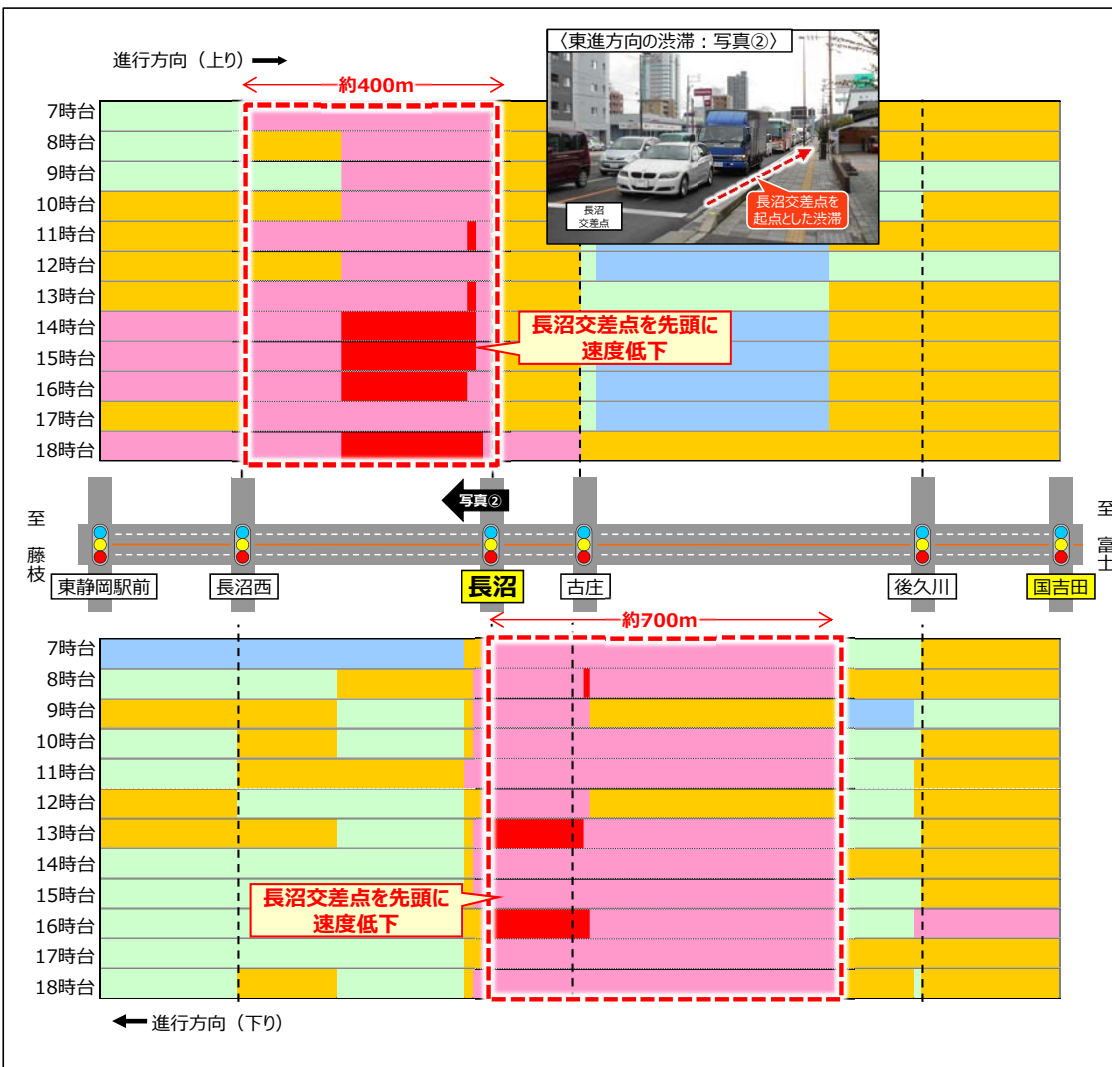 進行方向（上り）
約400m
〈東進方向の渋滞：写真②〉
長沼
交差点
長沼交差点を
起点とした渋滞
7時台
8時台
9時台
10時台
11時台
12時台
13時台
14時台
15時台
16時台
17時台
18時台
長沼交差点を先頭に
速度低下
写真②
至
藤枝
至
富士
東静岡駅前
長沼西
長沼
古庄
後久川
国吉田
約700m
7時台
8時台
9時台
10時台
11時台
12時台
13時台
14時台
15時台
16時台
17時台
18時台
長沼交差点を先頭に
速度低下
進行方向（下り）